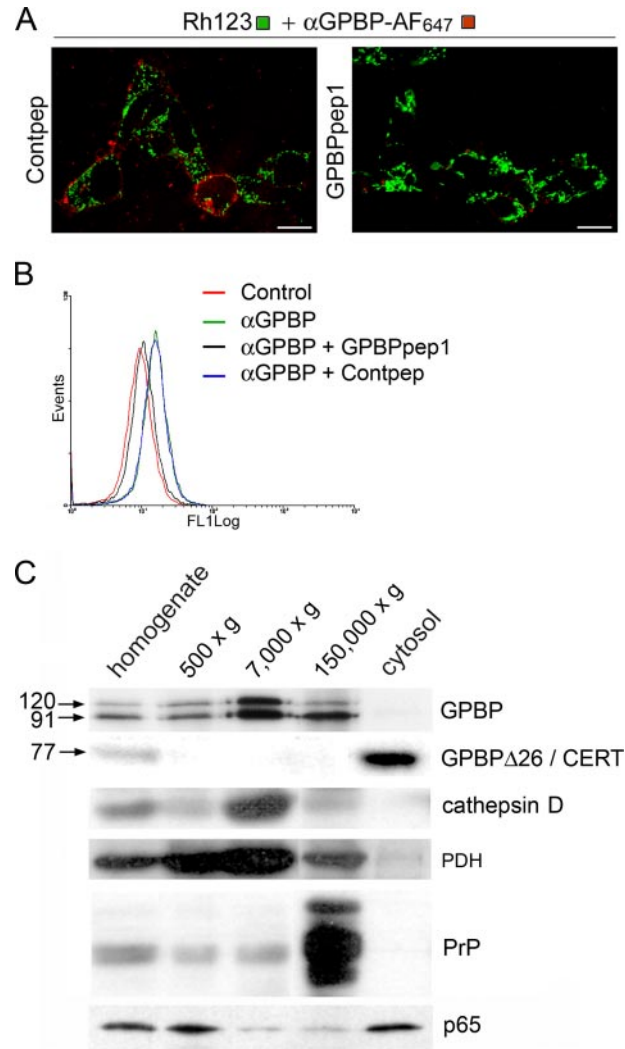 A
Rh123 + αGPBP-AF647
Contpep
GPBPpep1
B
Control
αGPBP
αGPBP + GPBPpep1
αGPBP + Contpep
Events
FL1Log
C
homogenate
500 x g
7,000 x g
150,000 x g
cytosol
120
91
GPBP
77
GPBPΔ26 / CERT
cathepsin D
PDH
PrP
p65